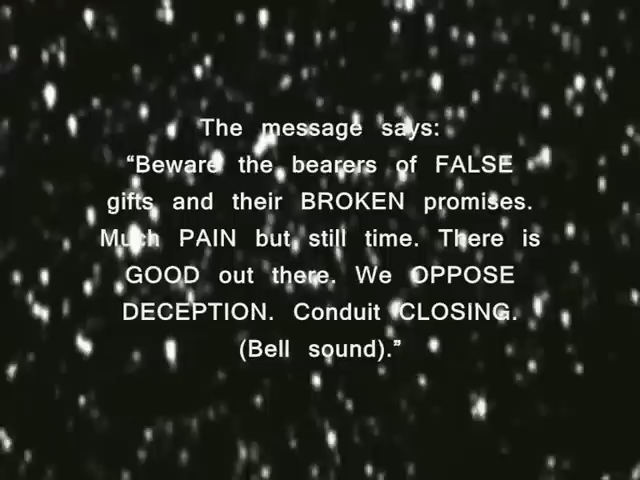 The message says:
“Beware the bearers of FALSE
gifts and their BROKEN promises.
Much PAIN but still time. There is
GOOD out there. We OPPOSE
DECEPTION. Conduit CLOSING.
(Bell sound).”